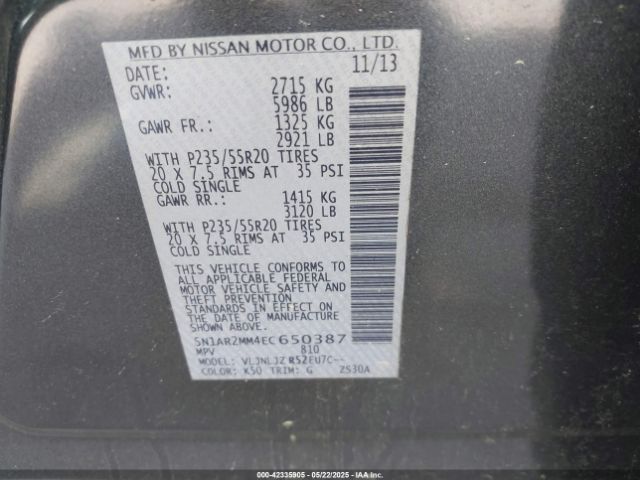 MFD BY NISSAN MOTOR CO., LTD.
DATE: 11/13
GVWR: 2715 KG
5986 LB
GAWR FR.: 1325 KG
2921 LB
WITH P235/55R20 TIRES
20 X 7.5 RIMS AT 35 PSI
COLD SINGLE
GAWR RR.: 1415 KG
3120 LB
WITH P235/55R20 TIRES
20 X 7.5 RIMS AT 35 PSI
COLD SINGLE
THIS VEHICLE CONFORMS TO
ALL APPLICABLE FEDERAL
MOTOR VEHICLE SAFETY AND
THEFT PREVENTION
STANDARDS IN EFFECT ON
THE DATE OF MANUFACTURE
SHOWN ABOVE.
5N1AR2MM4EC650387
MPV 810
MODEL: VLJNLJZ R52EU7C--
COLOR: K50 TRIM: G ZS30A
000-42335905 - 05/22/2025 - IAAI.COM